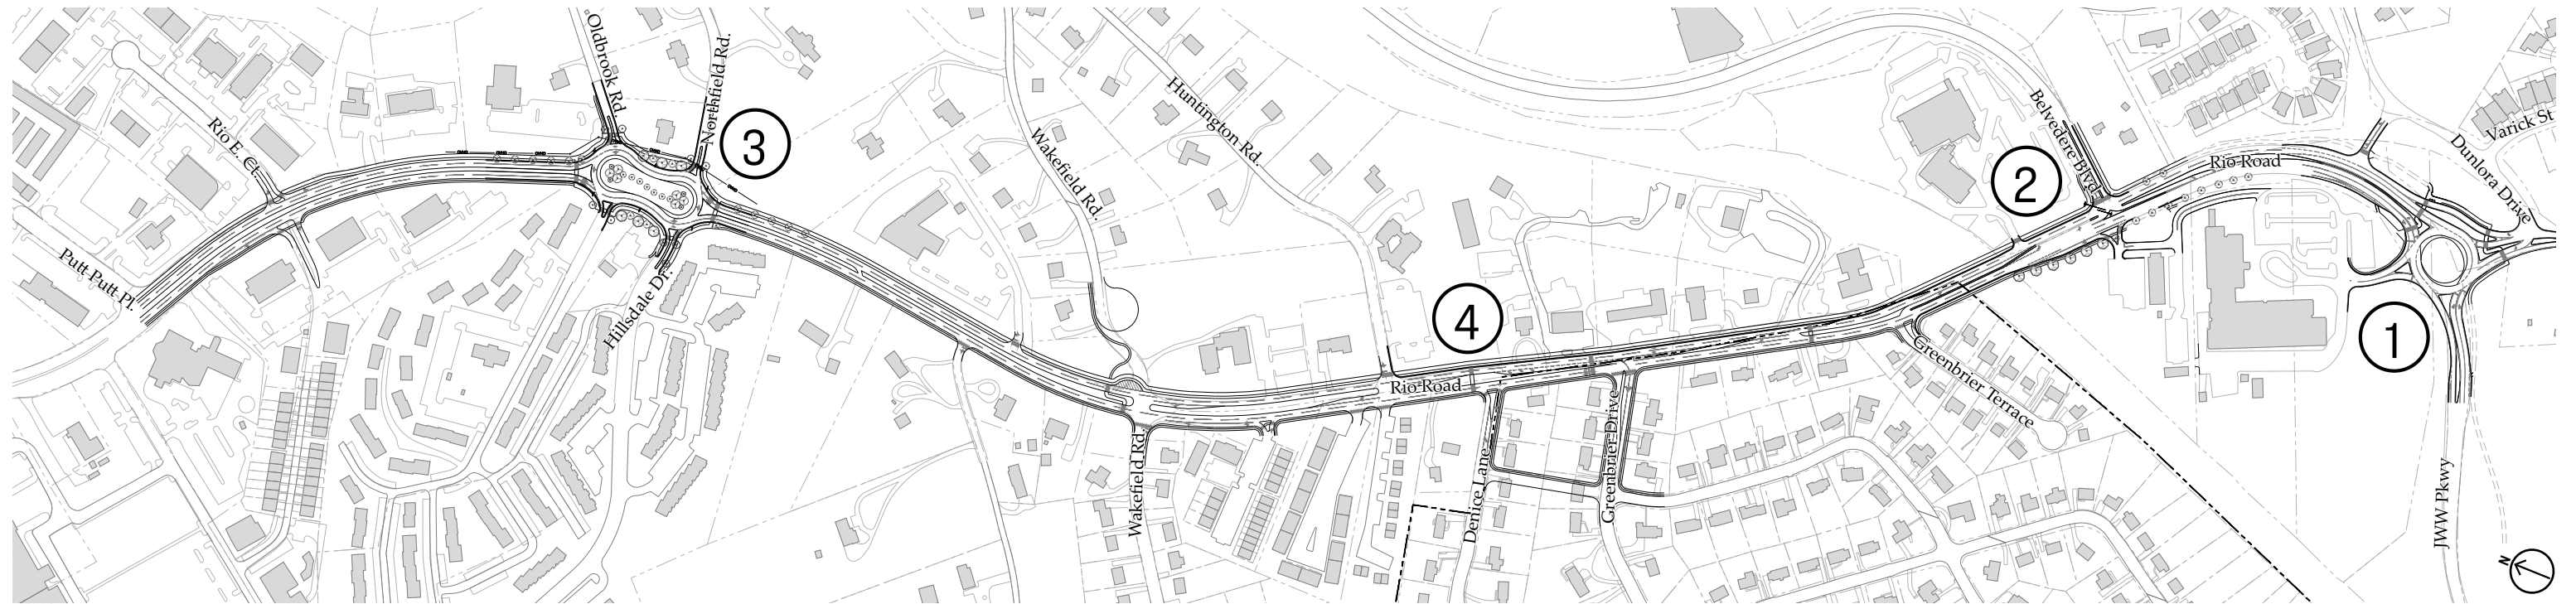 Oldbrook Rd.
Northfield Rd.
3
Rio E. Ct.
Putt Putt Pl.
Hillsdale Dr.
Wakefield Rd.
Huntington Rd.
4
Rio Road
Wakefield Rd.
Denice Lane
Greenbrier Drive
Greenbrier Terrace
2
Belvedere Blvd.
Rio Road
Varick St
Dunlora Drive
1
JWW Pkwy
N